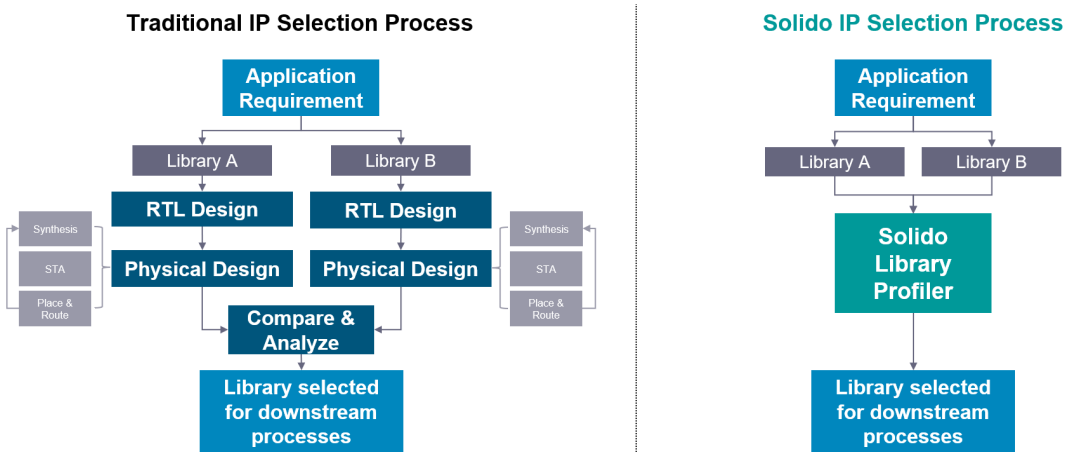 Traditional IP Selection Process
Application
Requirement
Library A
Library B
RTL Design
RTL Design
Physical Design
Physical Design
Synthesis
STA
Place &
Route
Synthesis
STA
Place &
Route
Compare &
Analyze
Library selected
for downstream
processes
Solido IP Selection Process
Application
Requirement
Library A
Library B
Solido
Library
Profiler
Library selected
for downstream
processes